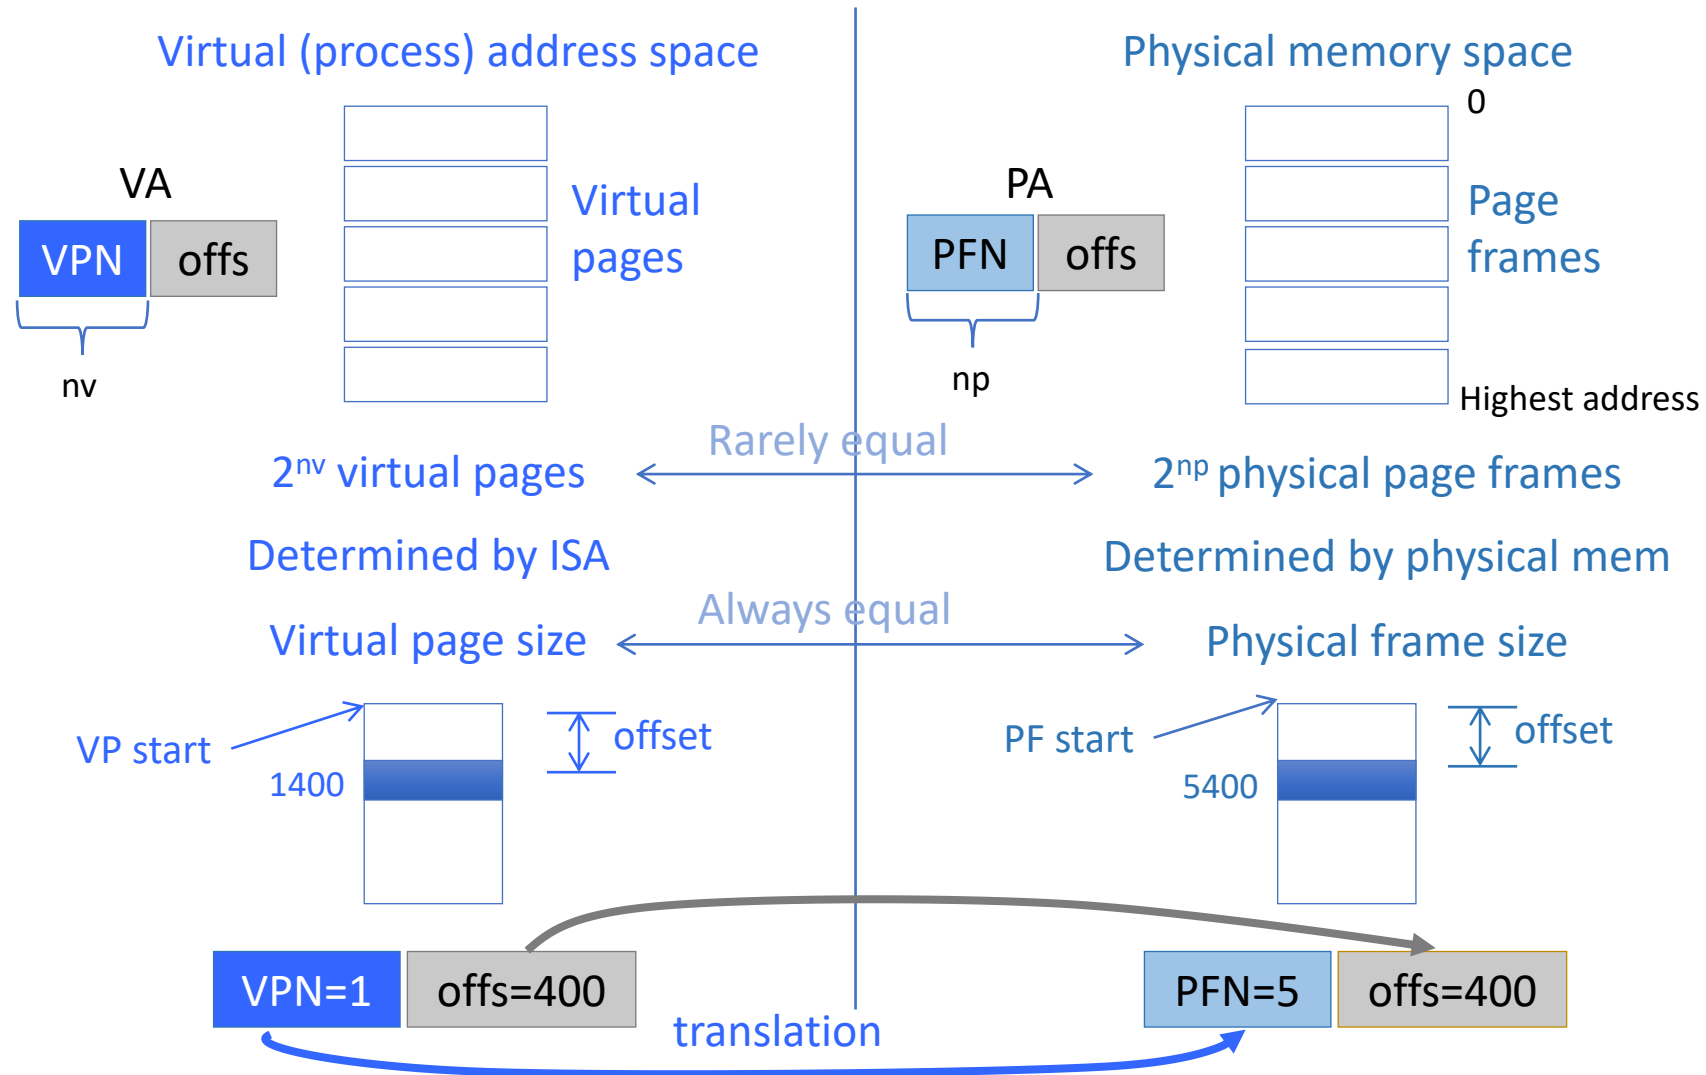 Virtual (process) address space
VA
VPN offs
nv
Virtual
pages
2nv virtual pages
Determined by ISA
Virtual page size
VP start
offset
1400
VPN=1 offs=400
Rarely equal
Always equal
translation
Physical memory space
0
PA
PFN offs
np
Page
frames
Highest address
2np physical page frames
Determined by physical mem
Physical frame size
PF start
offset
5400
PFN=5 offs=400